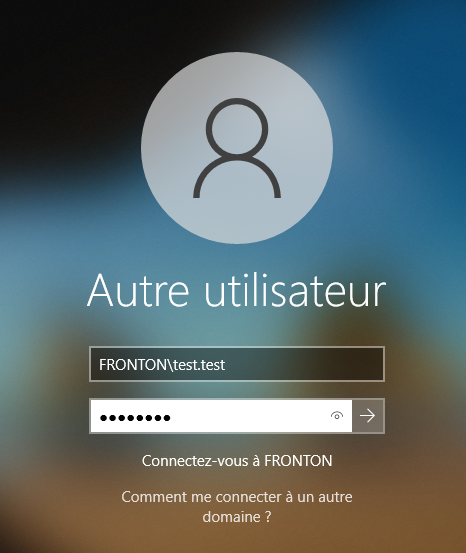 Autre utilisateur
FRONTON\test.test
••••••••
Connectez-vous à FRONTON
Comment me connecter à un autre
domaine ?